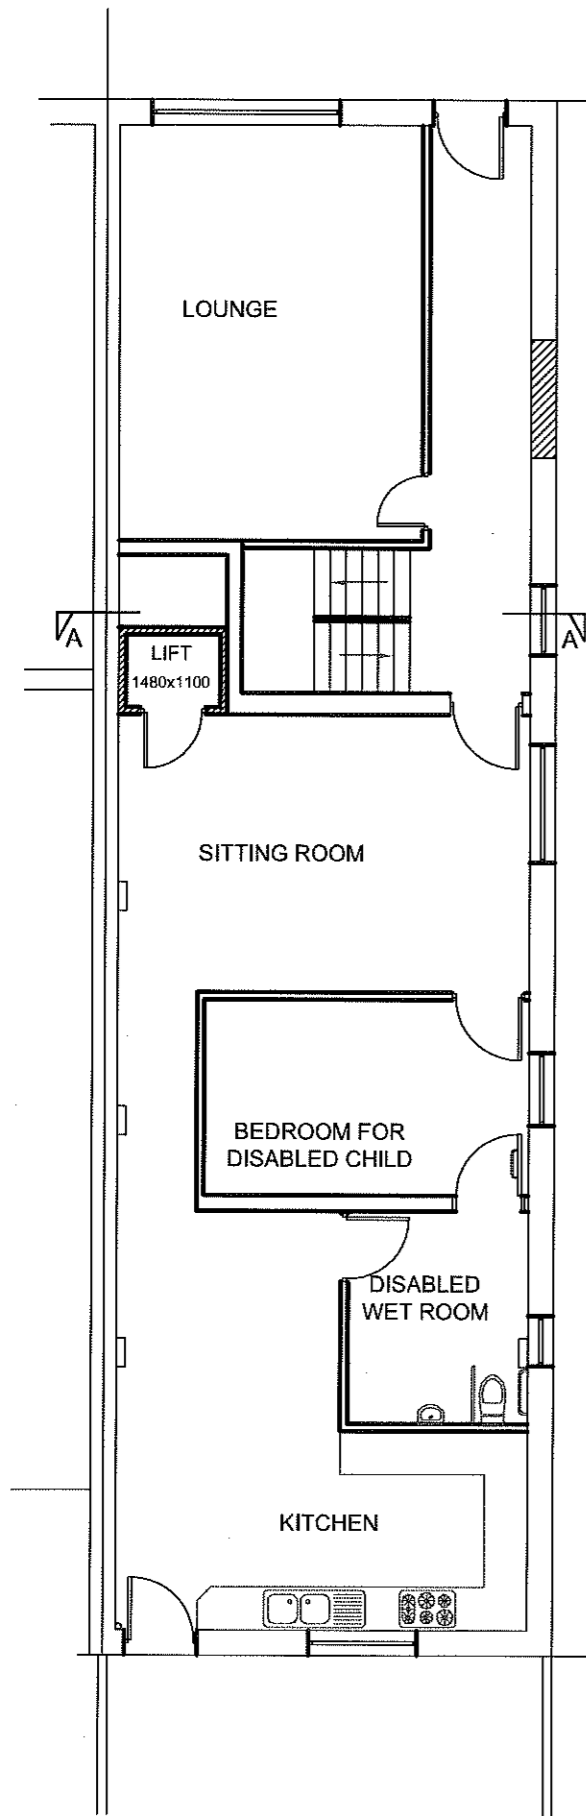 LOUNGE
A
A
LIFT
1480x1100
SITTING ROOM
BEDROOM FOR
DISABLED CHILD
DISABLED
WET ROOM
KITCHEN